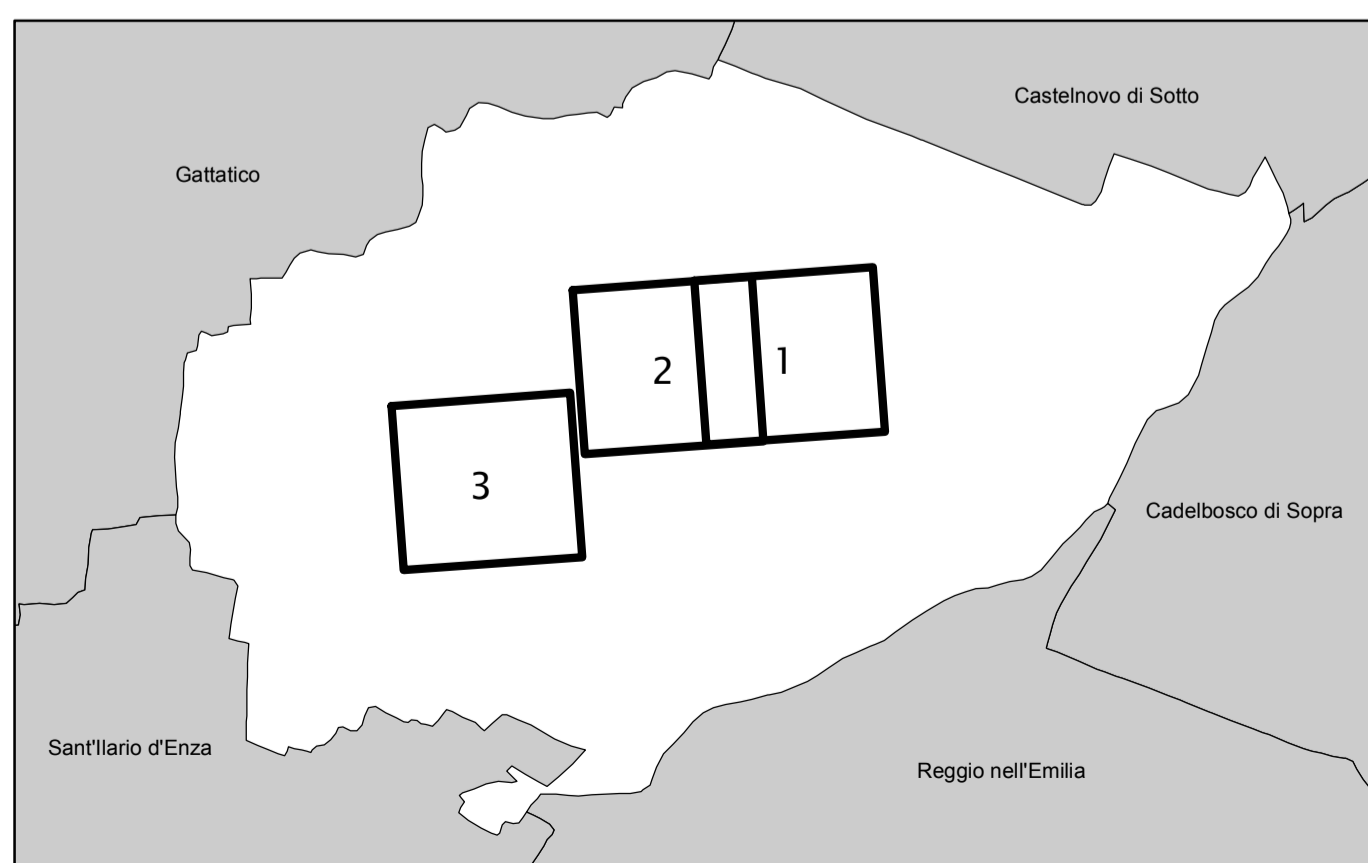 Castelnovo di Sotto
Gattatico
1
2
3
Cadelbosco di Sopra
Sant'Ilario d'Enza
Reggio nell'Emilia